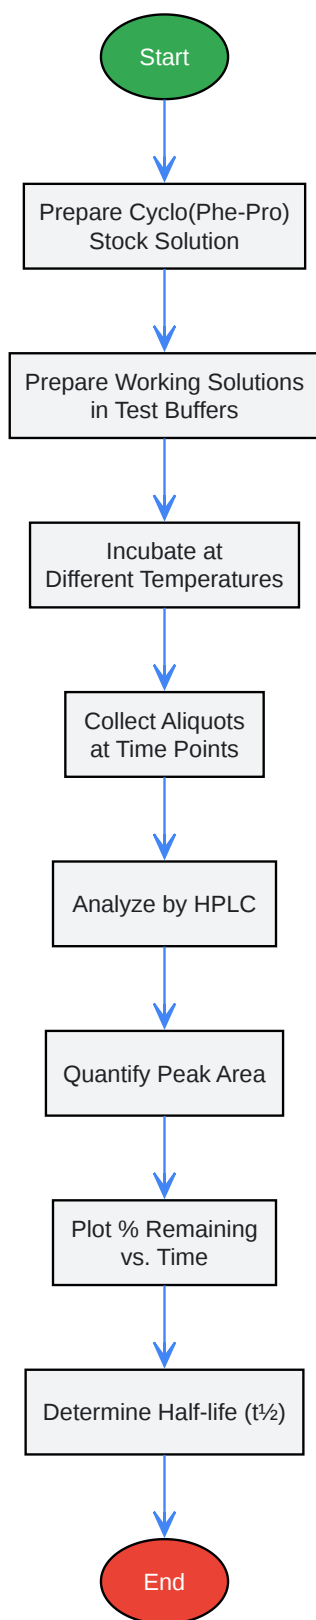 Start
Prepare Cyclo(Phe-Pro)
Stock Solution
Prepare Working Solutions
in Test Buffers
Incubate at
Different Temperatures
Collect Aliquots
at Time Points
Analyze by HPLC
Quantify Peak Area
Plot % Remaining
vs. Time
Determine Half-life (t½)
End